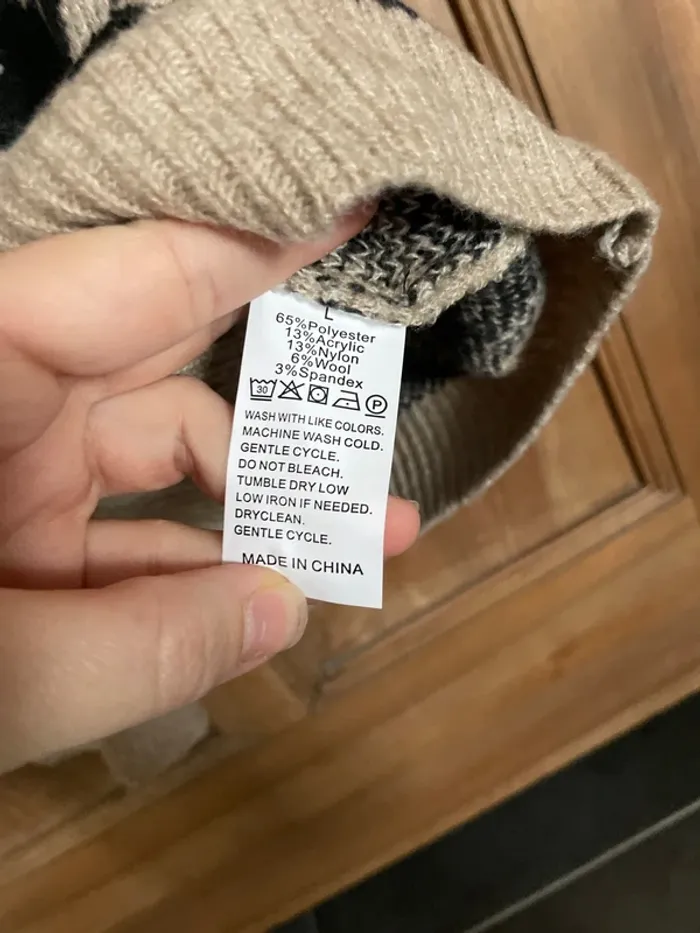 L
65%Polyester
13%Acrylic
13%Nylon
6%Wool
3%Spandex
30 P
WASH WITH LIKE COLORS.
MACHINE WASH COLD.
GENTLE CYCLE.
DO NOT BLEACH.
TUMBLE DRY LOW
LOW IRON IF NEEDED.
DRYCLEAN.
GENTLE CYCLE.
MADE IN CHINA